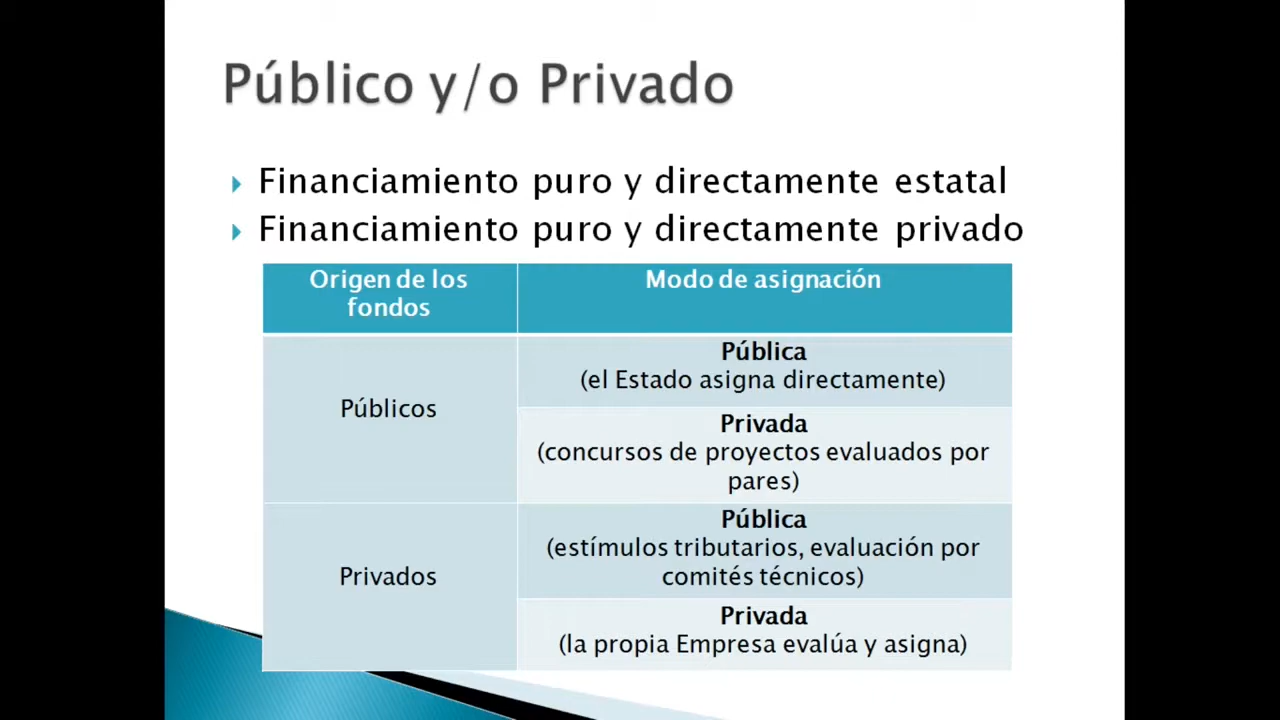 Público y/o Privado
Financiamiento puro y directamente estatal
Financiamiento puro y directamente privado
Origen de los
fondos
Modo de asignación
Públicos
Pública
(el Estado asigna directamente)
Privada
(concursos de proyectos evaluados por
pares)
Privados
Pública
(estímulos tributarios, evaluación por
comités técnicos)
Privada
(la propia Empresa evalúa y asigna)